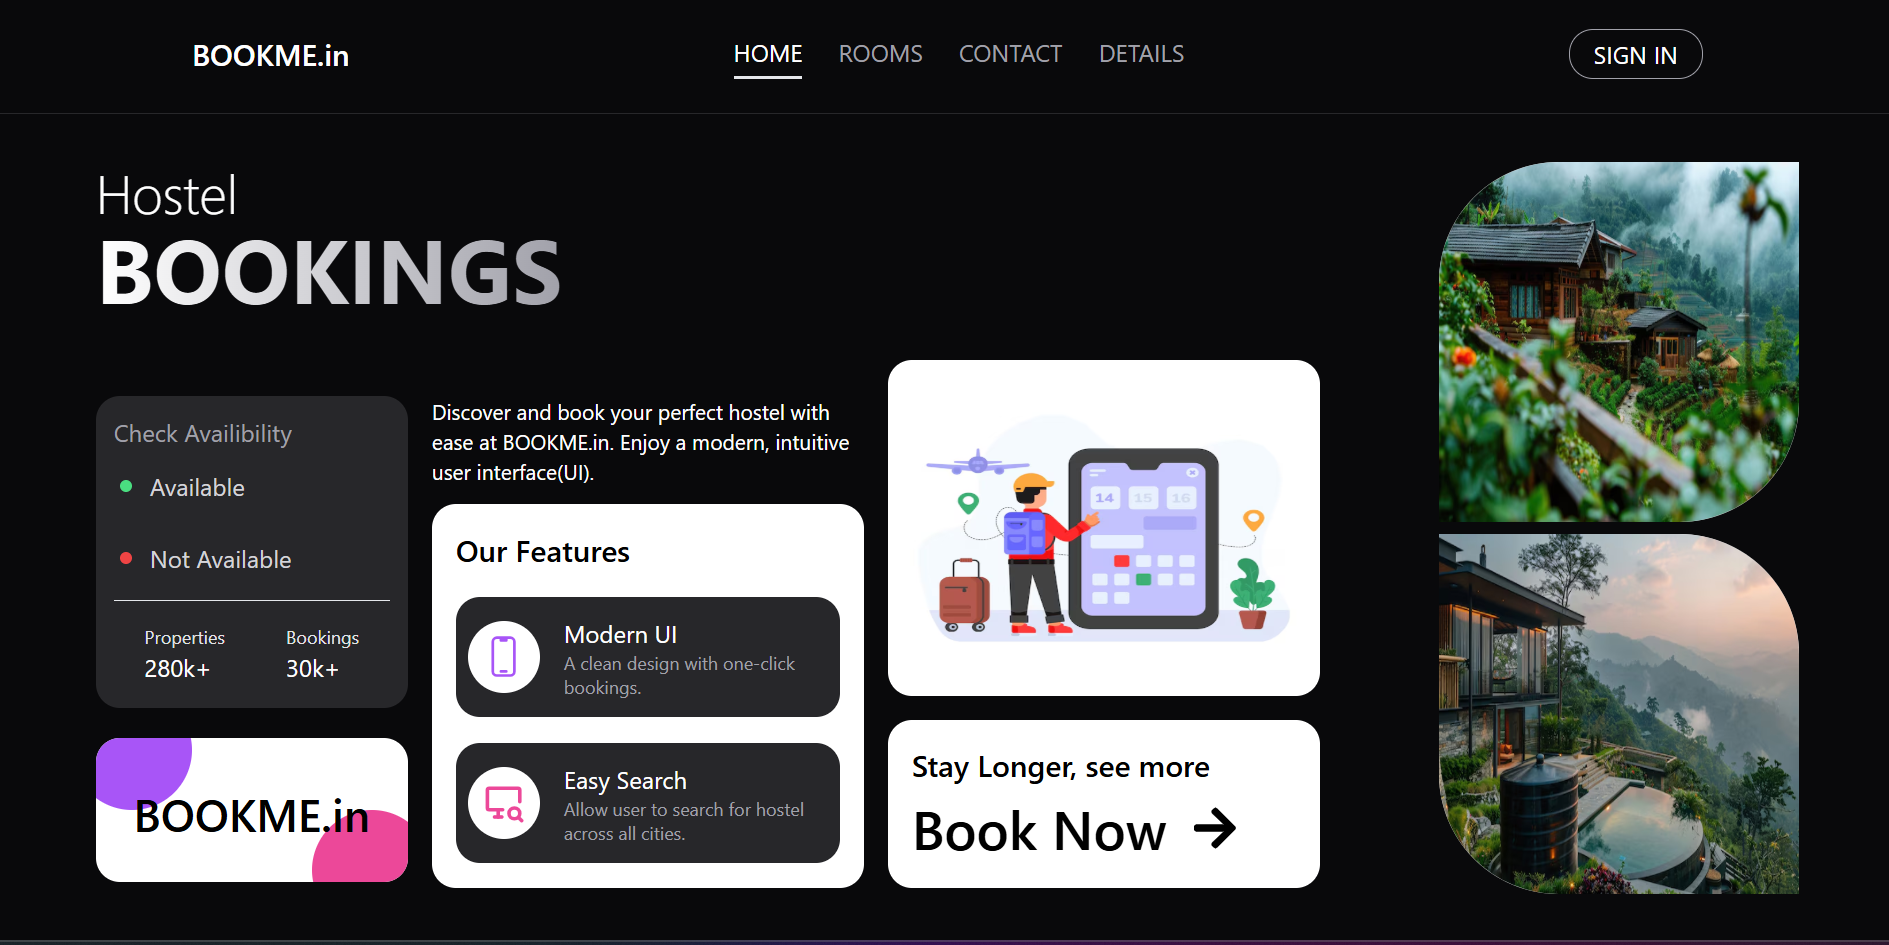 BOOKME.in
HOME ROOMS CONTACT DETAILS
SIGN IN
Hostel
BOOKINGS
Check Availibility
Available
Not Available
Properties Bookings
280k+ 30k+
BOOKME.in
Discover and book your perfect hostel with
ease at BOOKME.in. Enjoy a modern, intuitive
user interface(UI).
Our Features
Modern UI
A clean design with one-click
bookings.
Easy Search
Allow user to search for hostel
across all cities.
14 15 16
Stay Longer, see more
Book Now